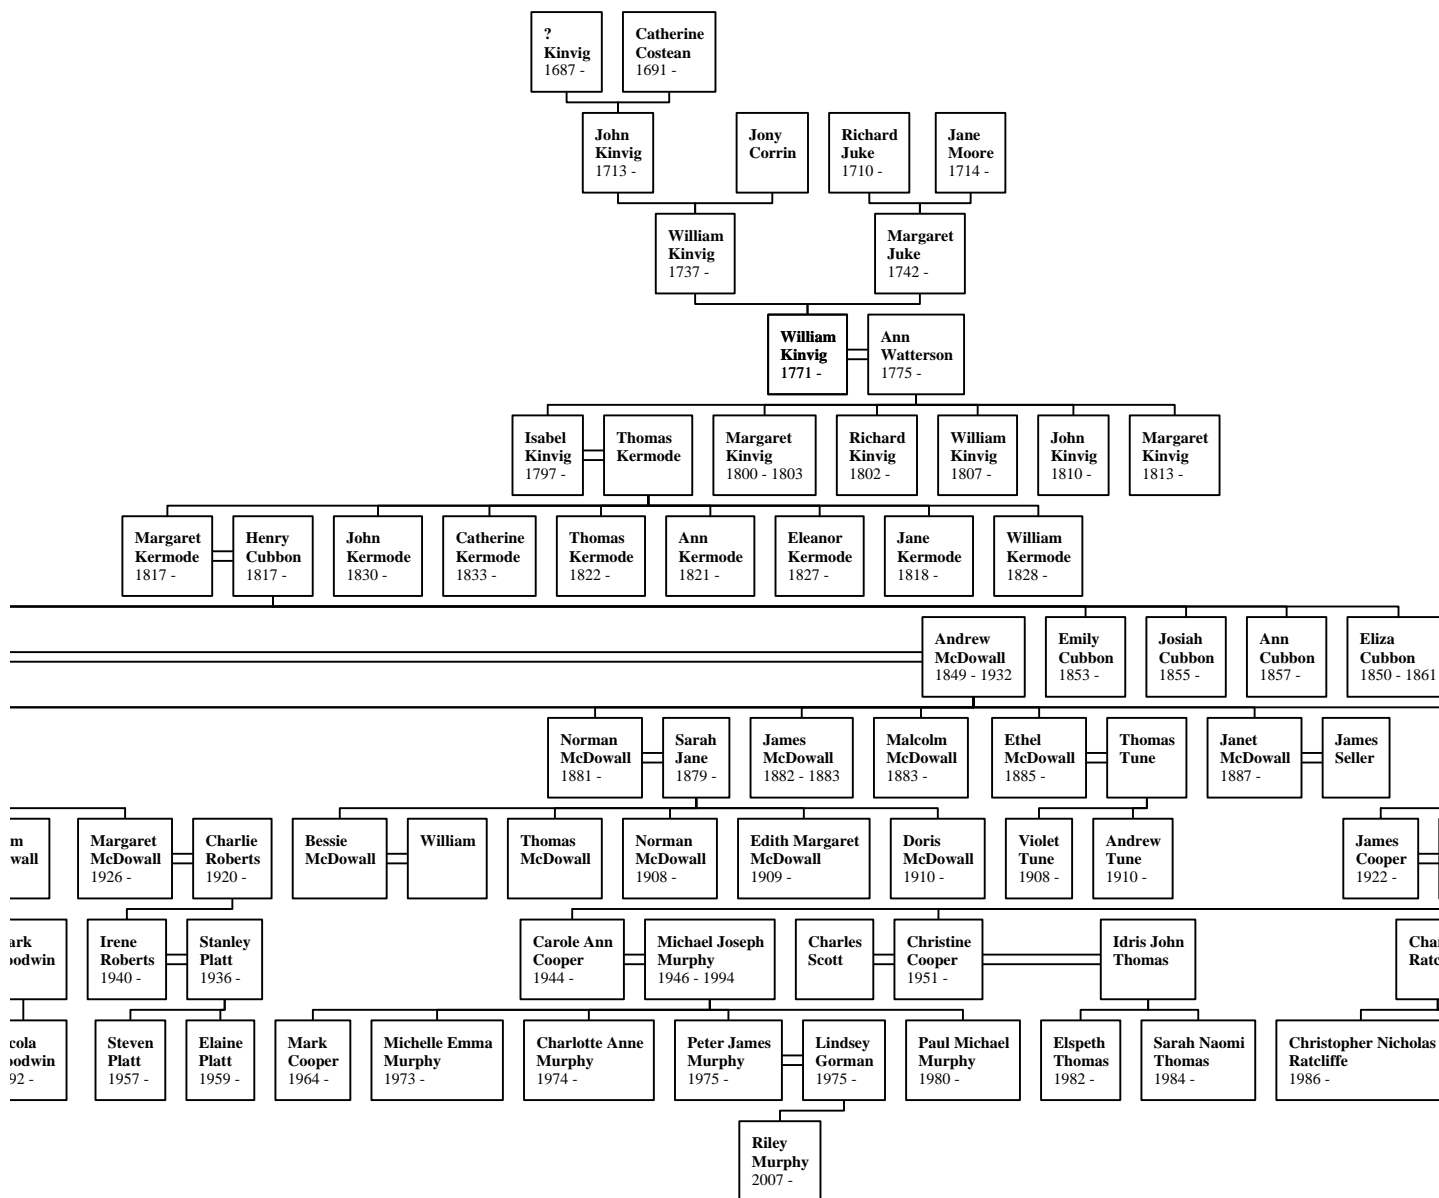 ?
Kinvig
1687 -
Catherine
Costean
1691 -
John
Kinvig
1713 -
Jony
Corrin
Richard
Juke
1710 -
Jane
Moore
1714 -
William
Kinvig
1737 -
Margaret
Juke
1742 -
William
Kinvig
1771 -
Ann
Watterson
1775 -
Isabel
Kinvig
1797 -
Thomas
Kermode
Margaret
Kinvig
1800 - 1803
Richard
Kinvig
1802 -
William
Kinvig
1807 -
John
Kinvig
1810 -
Margaret
Kinvig
1813 -
Margaret
Kermode
1817 -
Henry
Cubbon
1817 -
John
Kermode
1830 -
Catherine
Kermode
1833 -
Thomas
Kermode
1822 -
Ann
Kermode
1821 -
Eleanor
Kermode
1827 -
Jane
Kermode
1818 -
William
Kermode
1828 -
Andrew
McDowall
1849 - 1932
Emily
Cubbon
1853 -
Josiah
Cubbon
1855 -
Ann
Cubbon
1857 -
Eliza
Cubbon
1850 - 1861
Norman
McDowall
1881 -
Sarah
Jane
1879 -
James
McDowall
1882 - 1883
Malcolm
McDowall
1883 -
Ethel
McDowall
1885 -
Thomas
Tune
Janet
McDowall
1887 -
James
Seller
m
wall
Margaret
McDowall
1926 -
Charlie
Roberts
1920 -
Bessie
McDowall
William
Thomas
McDowall
Norman
McDowall
1908 -
Edith Margaret
McDowall
1909 -
Doris
McDowall
1910 -
Violet
Tune
1908 -
Andrew
Tune
1910 -
James
Cooper
1922 -
ark
oodwin
Irene
Roberts
1940 -
Stanley
Platt
1936 -
Carole Ann
Cooper
1944 -
Michael Joseph
Murphy
1946 - 1994
Charles
Scott
Christine
Cooper
1951 -
Idris John
Thomas
Char
Ratc
cola
oodwin
92 -
Steven
Platt
1957 -
Elaine
Platt
1959 -
Mark
Cooper
1964 -
Michelle Emma
Murphy
1973 -
Charlotte Anne
Murphy
1974 -
Peter James
Murphy
1975 -
Lindsey
Gorman
1975 -
Paul Michael
Murphy
1980 -
Elspeth
Thomas
1982 -
Sarah Naomi
Thomas
1984 -
Christopher Nicholas
Ratcliffe
1986 -
Riley
Murphy
2007 -